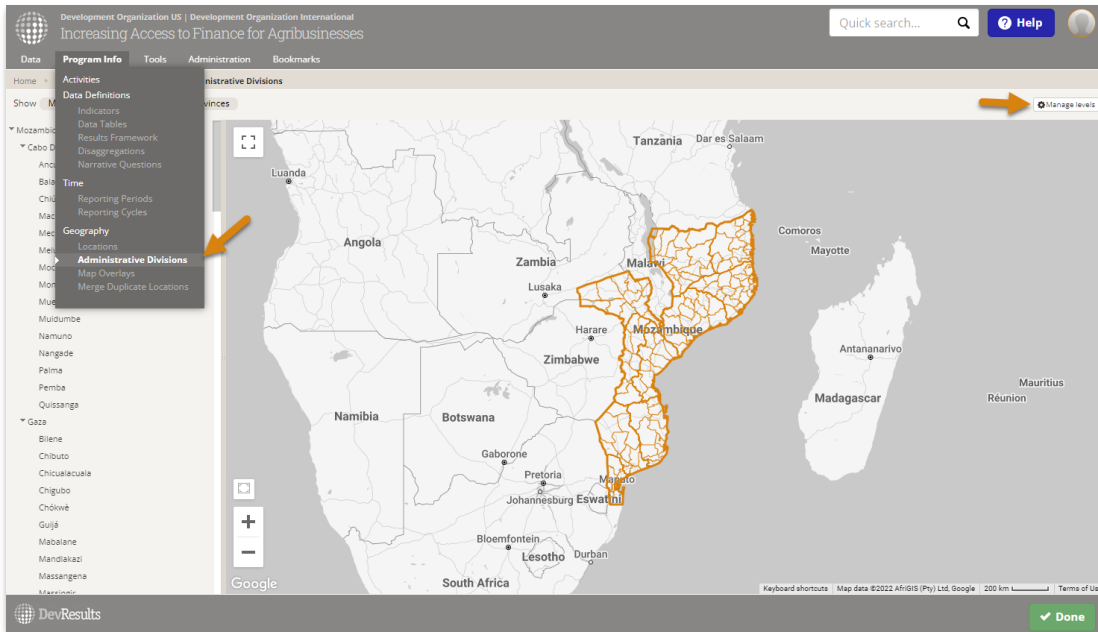 Development Organization US | Development Organization International
Increasing Access to Finance for Agribusinesses
Quick search...
Help
Data Program Info Tools Administration Bookmarks
Home
Administrative Divisions
Show
Manage levels
Activities
Data Definitions
Indicators
Data Tables
Results Framework
Disaggregations
Narrative Questions
Time
Reporting Periods
Reporting Cycles
Geography
Locations
Administrative Divisions
Map Overlays
Merge Duplicate Locations
Muidumbe
Namuno
Nangade
Palma
Pemba
Quissanga
Gaza
Bilene
Chibuto
Chicualacuala
Chigubo
Chókwè
Guijá
Mabalane
Mandlakazi
Massangena
Massingir
Tanzania
Dar es Salaam
Luanda
Comoros
Angola
Mayotte
Zambia
Malawi
Lusaka
Harare
Mozambique
Antananarivo
Zimbabwe
Mauritius
Madagascar
Réunion
Namibia
Botswana
Gaborone
Pretoria
Maputo
Johannesburg
Eswatini
Bloemfontein
Lesotho
Durban
South Africa
Google
Keyboard shortcuts
Map data ©2022 AfriGIS (Pty) Ltd, Google
200 km
Terms of Us
DevResults
Done